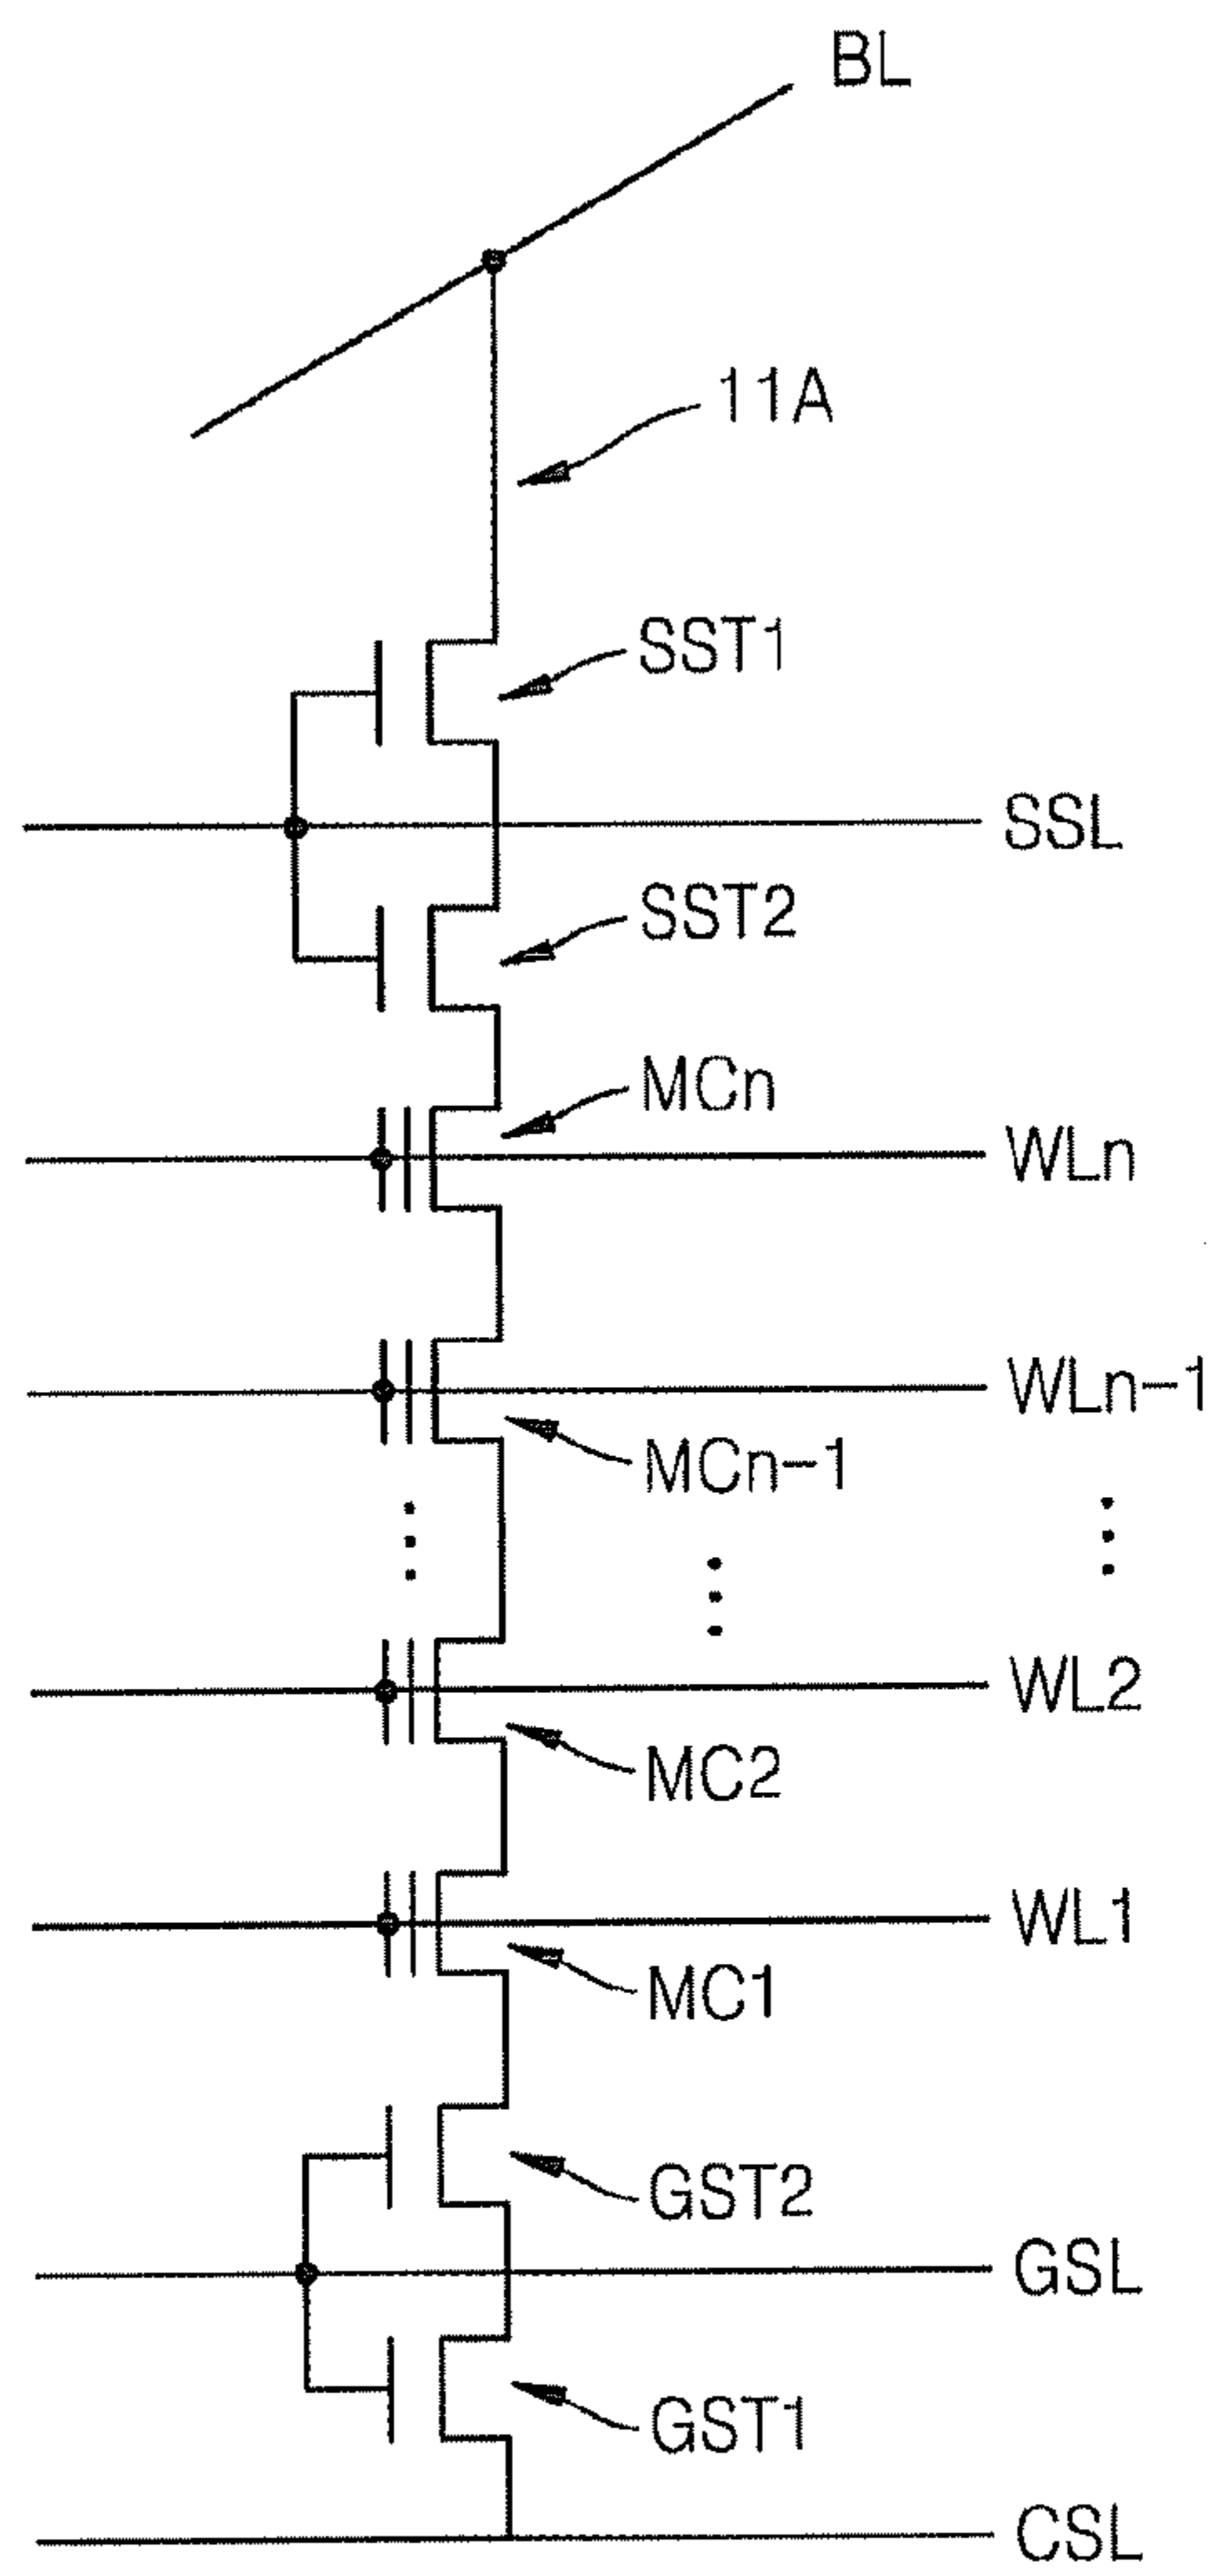 BL
11A
SST1
SSL
SST2
MCn
WLn
WLn-1
MCn-1
WL2
MC2
WL1
MC1
GST2
GSL
GST1
CSL